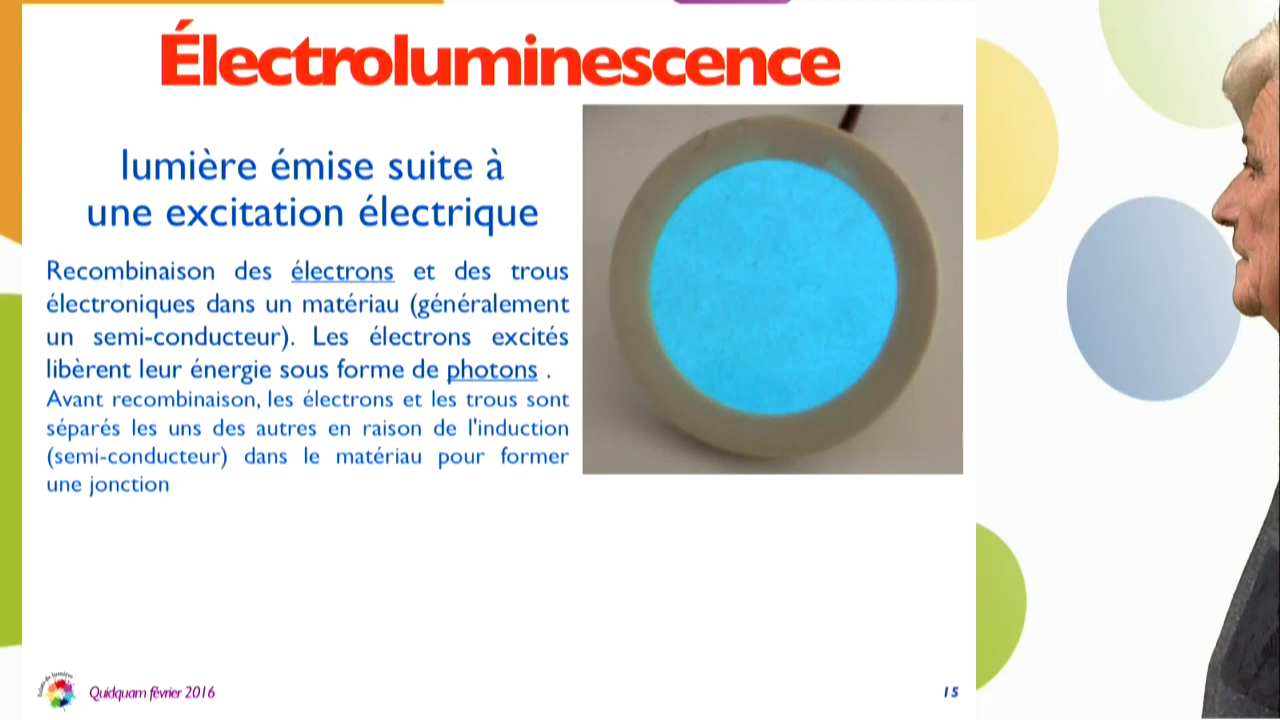 Électroluminescence
lumière émise suite à
une excitation électrique
Recombinaison des électrons et des trous
électroniques dans un matériau (généralement
un semi-conducteur). Les électrons excités
libèrent leur énergie sous forme de photons .
Avant recombinaison, les électrons et les trous sont
séparés les uns des autres en raison de l'induction
(semi-conducteur) dans le matériau pour former
une jonction
Quidquam février 2016
15